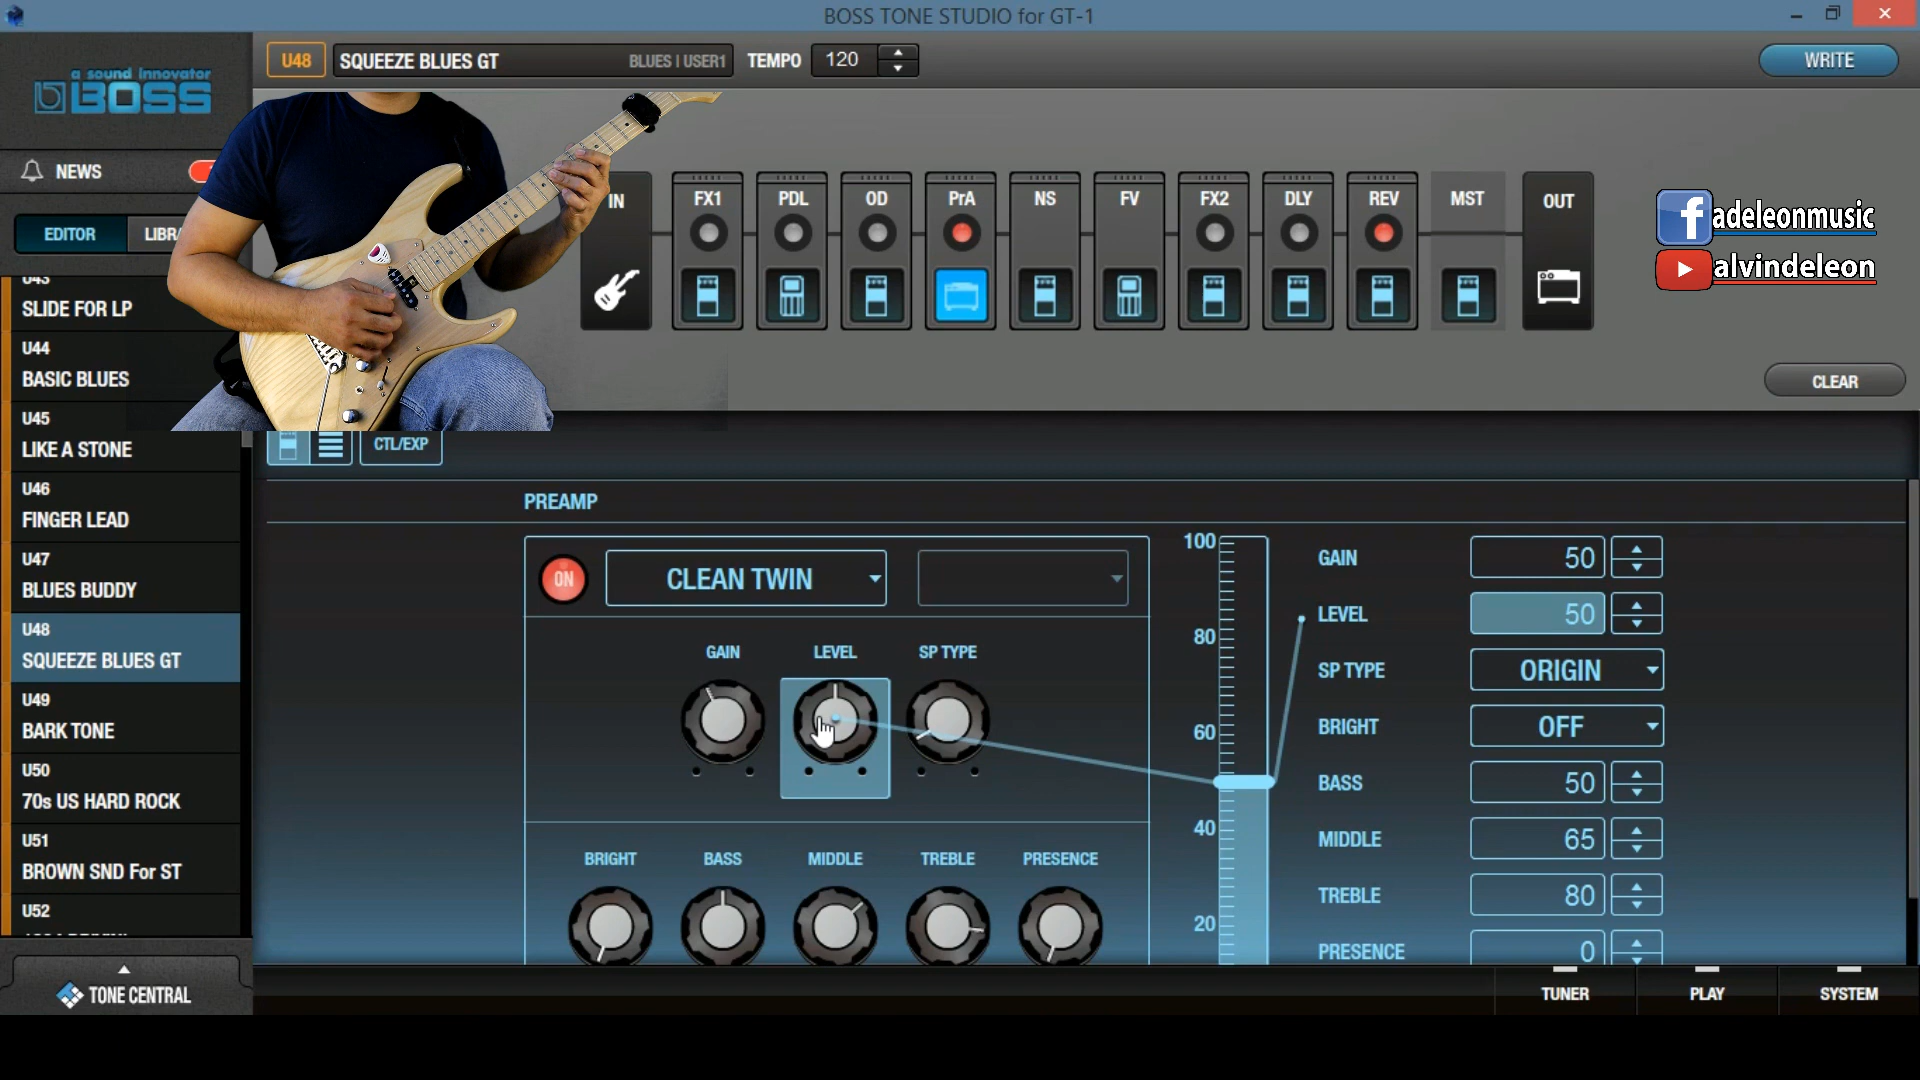 BOSS TONE STUDIO for GT-1
a sound innovator
BOSS
U48
SQUEEZE BLUES GT
BLUES | USER1
TEMPO
120
WRITE
NEWS
EDITOR
LIBRA
IN
FX1
PDL
OD
PrA
NS
FV
FX2
DLY
REV
MST
OUT
f adeleonmusic
alvindeleon
CLEAR
U43
SLIDE FOR LP
U44
BASIC BLUES
U45
LIKE A STONE
U46
FINGER LEAD
U47
BLUES BUDDY
U48
SQUEEZE BLUES GT
U49
BARK TONE
U50
70s US HARD ROCK
U51
BROWN SND For ST
U52
TONE CENTRAL
CTL/EXP
PREAMP
ON
CLEAN TWIN
GAIN
LEVEL
SP TYPE
BRIGHT
BASS
MIDDLE
TREBLE
PRESENCE
100
80
60
40
20
GAIN 50
LEVEL 50
SP TYPE ORIGIN
BRIGHT OFF
BASS 50
MIDDLE 65
TREBLE 80
PRESENCE 0
TUNER
PLAY
SYSTEM